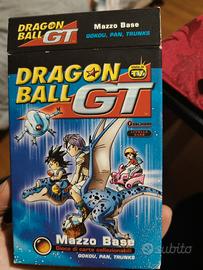 DRAGON
BALL GT
Mazzo Base
GOKOU, PAN, TRUNKS
DRAGON
BALL GT
TV
Mazzo Base
Gioco di carte collezionabili
GOKOU, PAN, TRUNKS
subito